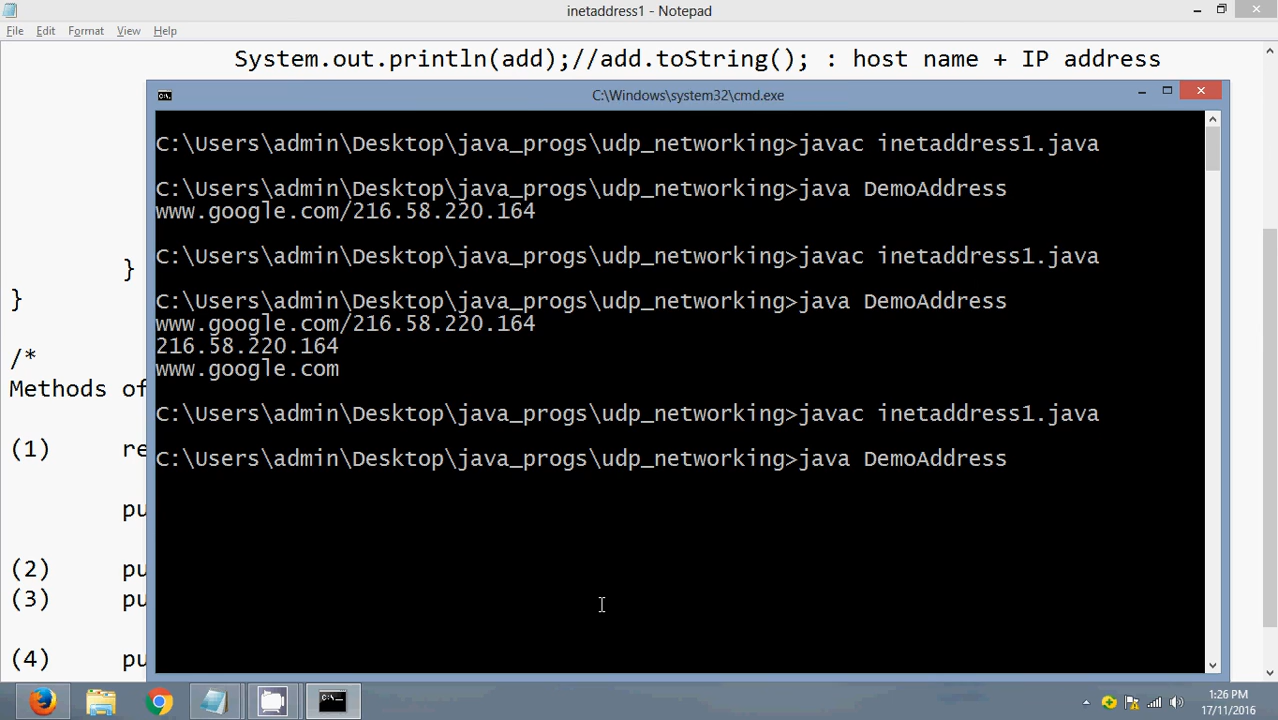 inetaddress1 - Notepad
File Edit Format View Help
System.out.println(add);//add.toString(); : host name + IP address
C:\Windows\system32\cmd.exe
C:\Users\admin\Desktop\java_progs\udp_networking>javac inetaddress1.java
C:\Users\admin\Desktop\java_progs\udp_networking>java DemoAddress
www.google.com/216.58.220.164
C:\Users\admin\Desktop\java_progs\udp_networking>javac inetaddress1.java
}
}
C:\Users\admin\Desktop\java_progs\udp_networking>java DemoAddress
www.google.com/216.58.220.164
216.58.220.164
www.google.com
/*
Methods of
C:\Users\admin\Desktop\java_progs\udp_networking>javac inetaddress1.java
(1) re
C:\Users\admin\Desktop\java_progs\udp_networking>java DemoAddress
pu
(2) pu
(3) pu
(4) pu
C:\.
1:26 PM
17/11/2016